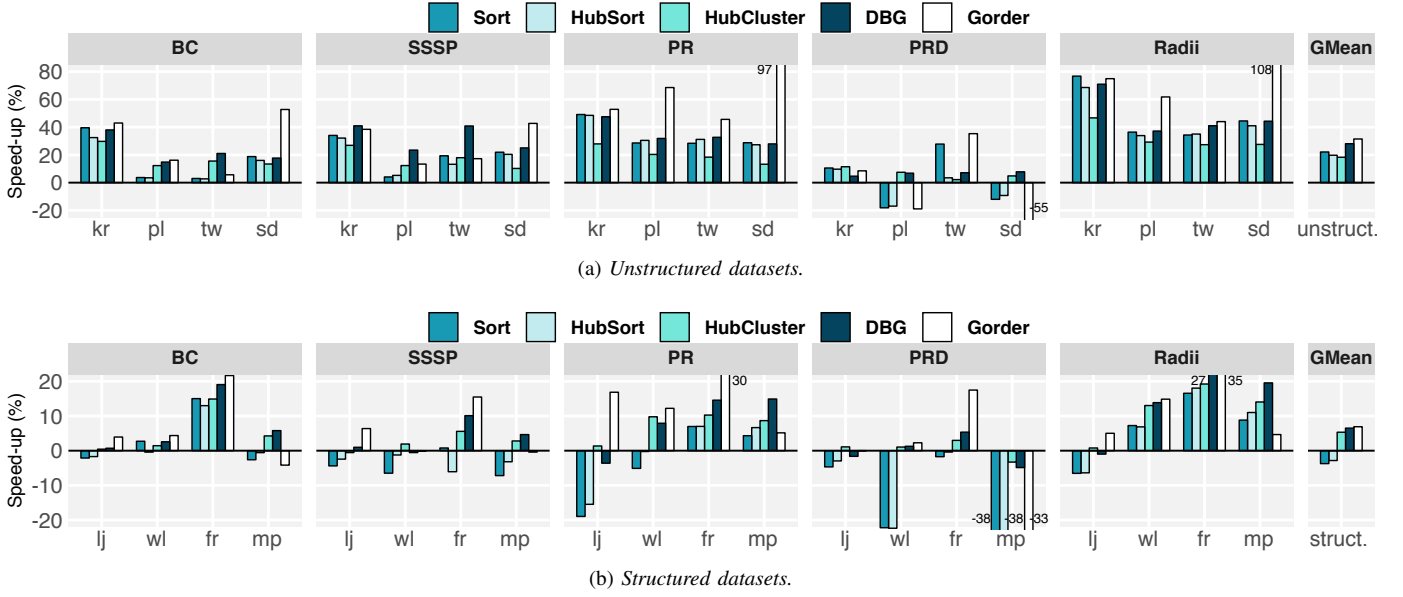 Sort HubSort HubCluster DBG Gorder
BC SSSP PR PRD Radii GMean
Speed-up (%)
80
60
40
20
0
-20
97
-55
108
kr pl tw sd kr pl tw sd kr pl tw sd kr pl tw sd kr pl tw sd unstruct.
(a) Unstructured datasets.
Sort HubSort HubCluster DBG Gorder
BC SSSP PR PRD Radii GMean
Speed-up (%)
20
10
0
-10
-20
30
-38 -38 -33
27 35
lj wl fr mp lj wl fr mp lj wl fr mp lj wl fr mp lj wl fr mp struct.
(b) Structured datasets.